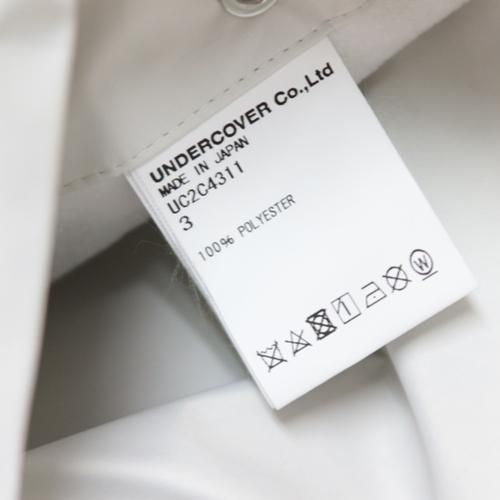 UNDERCOVER Co.,Ltd
MADE IN JAPAN
UC2C4311
3
100% POLYESTER
W